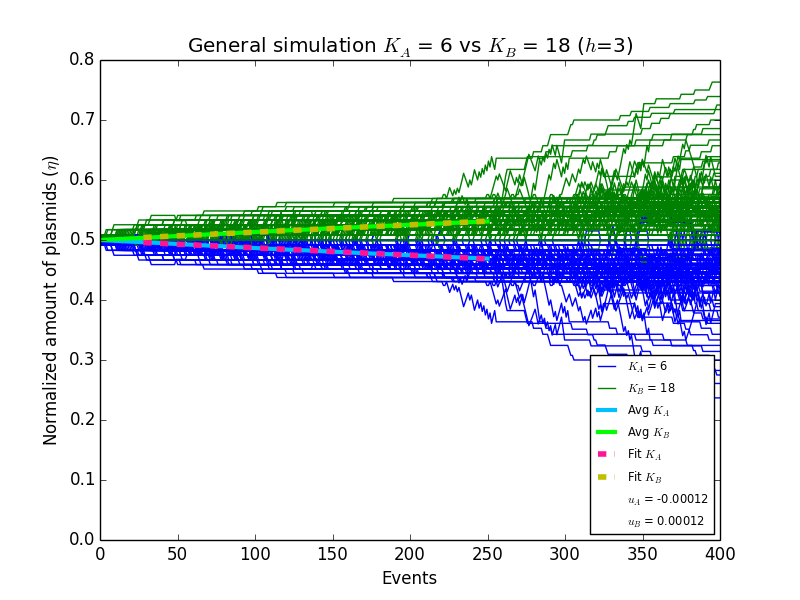 General simulation K_A = 6 vs K_B = 18 (h=3)
Normalized amount of plasmids (η)
0.8
0.7
0.6
0.5
0.4
0.3
0.2
0.1
0.0
K_A = 6
K_B = 18
Avg K_A
Avg K_B
Fit K_A
Fit K_B
u_A = -0.00012
u_B = 0.00012
0 50 100 150 200 250 300 350 400
Events